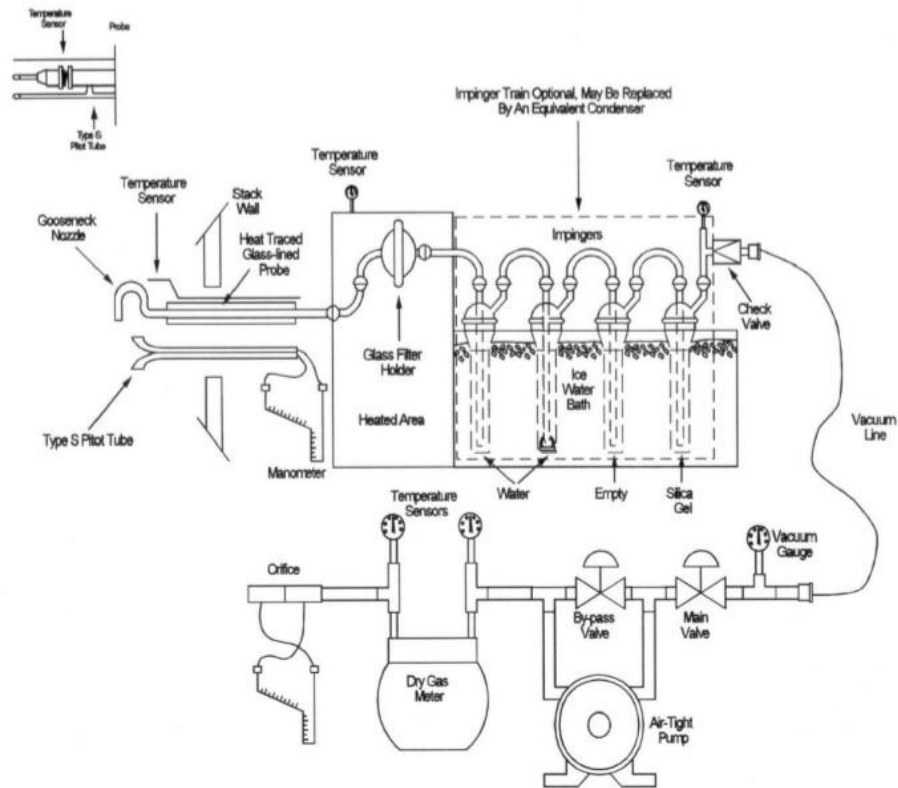 Temperature
Sensor
Probe
Type S
Pitot Tube
Impinger Train Optional, May Be Replaced
By An Equivalent Condenser
Temperature
Sensor
Temperature
Sensor
Temperature
Sensor
Stack
Wall
Gooseneck
Nozzle
Heat Traced
Glass-lined
Probe
Impingers
Check
Valve
Glass Filter
Holder
Ice
Water
Bath
Heated Area
Type S Pitot Tube
Manometer
Vacuum
Line
Water
Empty
Silica
Gel
Temperature
Sensors
Vacuum
Gauge
Orifice
By-pass
Valve
Main
Valve
Dry Gas
Meter
Air-Tight
Pump